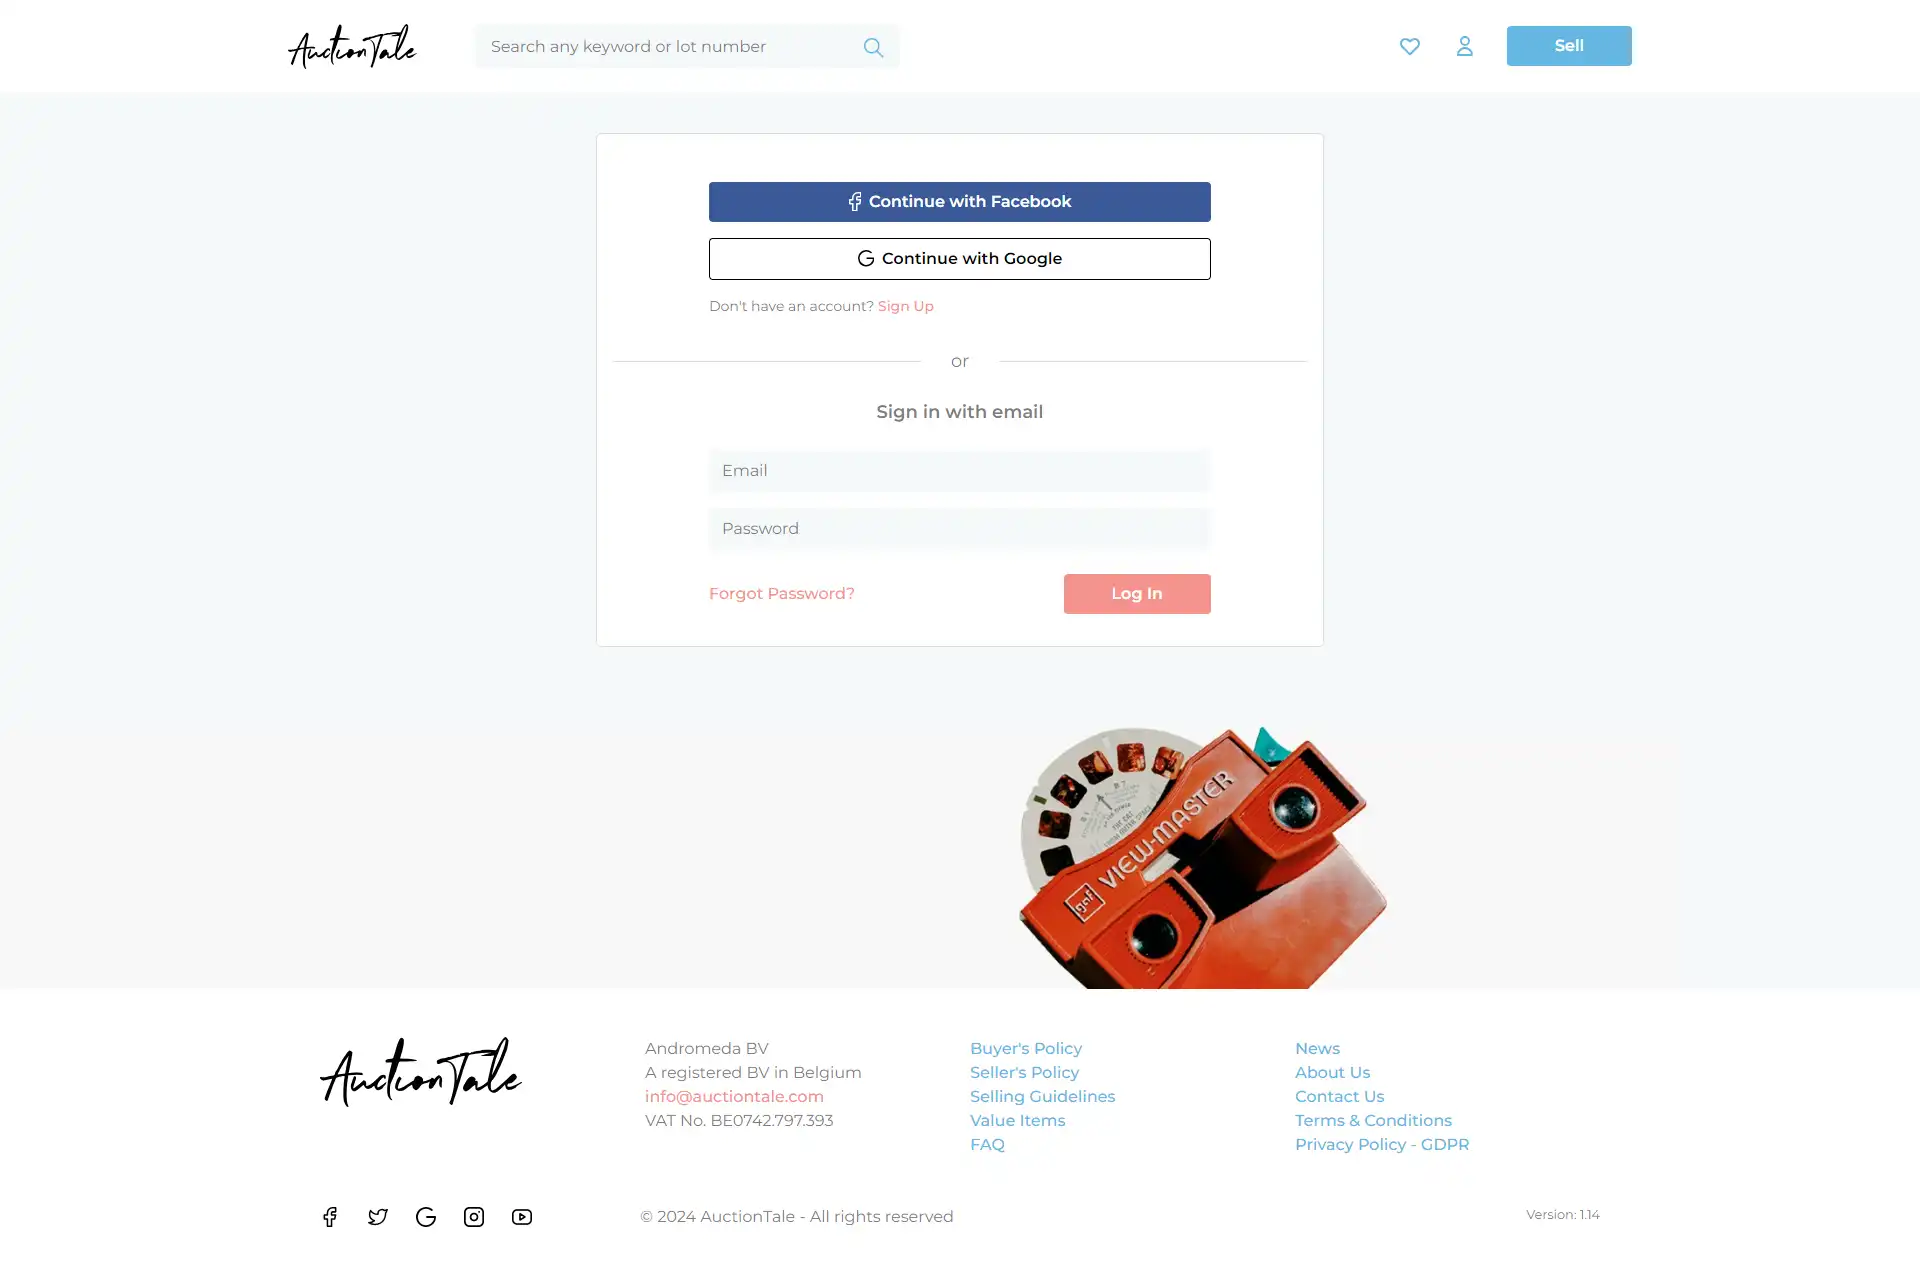 AuctionTale
Search any keyword or lot number
Sell
Continue with Facebook
Continue with Google
Don't have an account? Sign Up
or
Sign in with email
Email
Password
Forgot Password?
Log In
VIEW-MASTER
gaf
AuctionTale
Andromeda BV
A registered BV in Belgium
info@auctiontale.com
VAT No. BE0742.797.393
Buyer's Policy
Seller's Policy
Selling Guidelines
Value Items
FAQ
News
About Us
Contact Us
Terms & Conditions
Privacy Policy - GDPR
© 2024 AuctionTale - All rights reserved
Version: 1.14